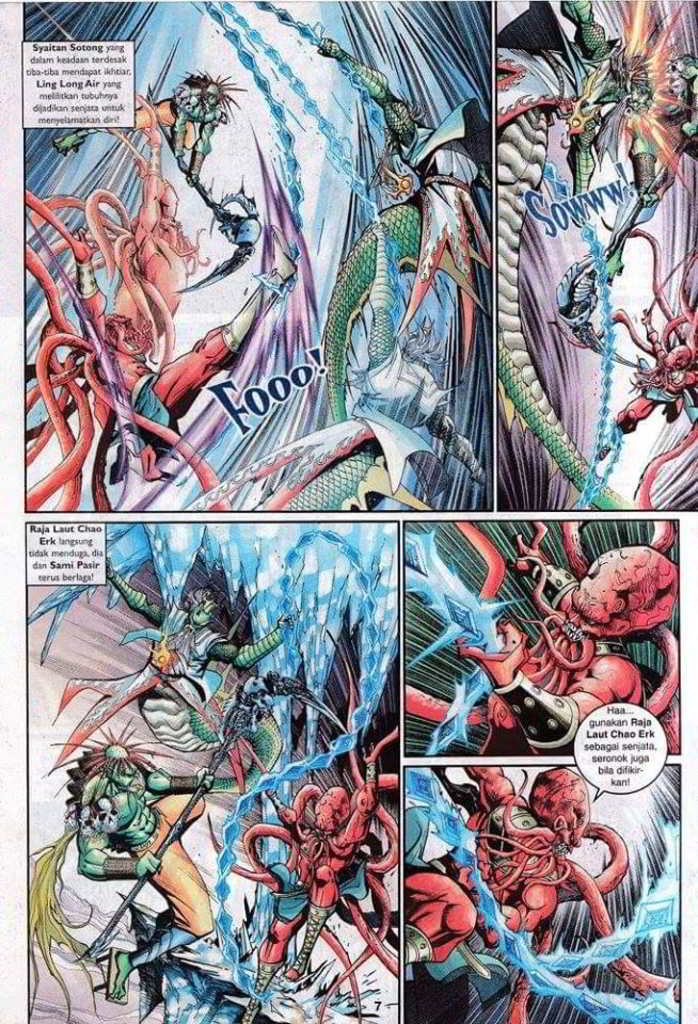 Syaitan Sotong yang
dalam keadaan terdesak
tiba-tiba mendapat ikhtiar,
Ling Long Air yang
melilitkan tubuhnya
dijadikan senjata untuk
menyelamatkan diri!
Fooo!
Sowww!
Raja Laut Chao
Erk langsung
tidak menduga, dia
dan Sami Pasir
terus berlaga!
Haa...
gunakan Raja
Laut Chao Erk
sebagai senjata,
seronok juga
bila difikir-
kan!
7